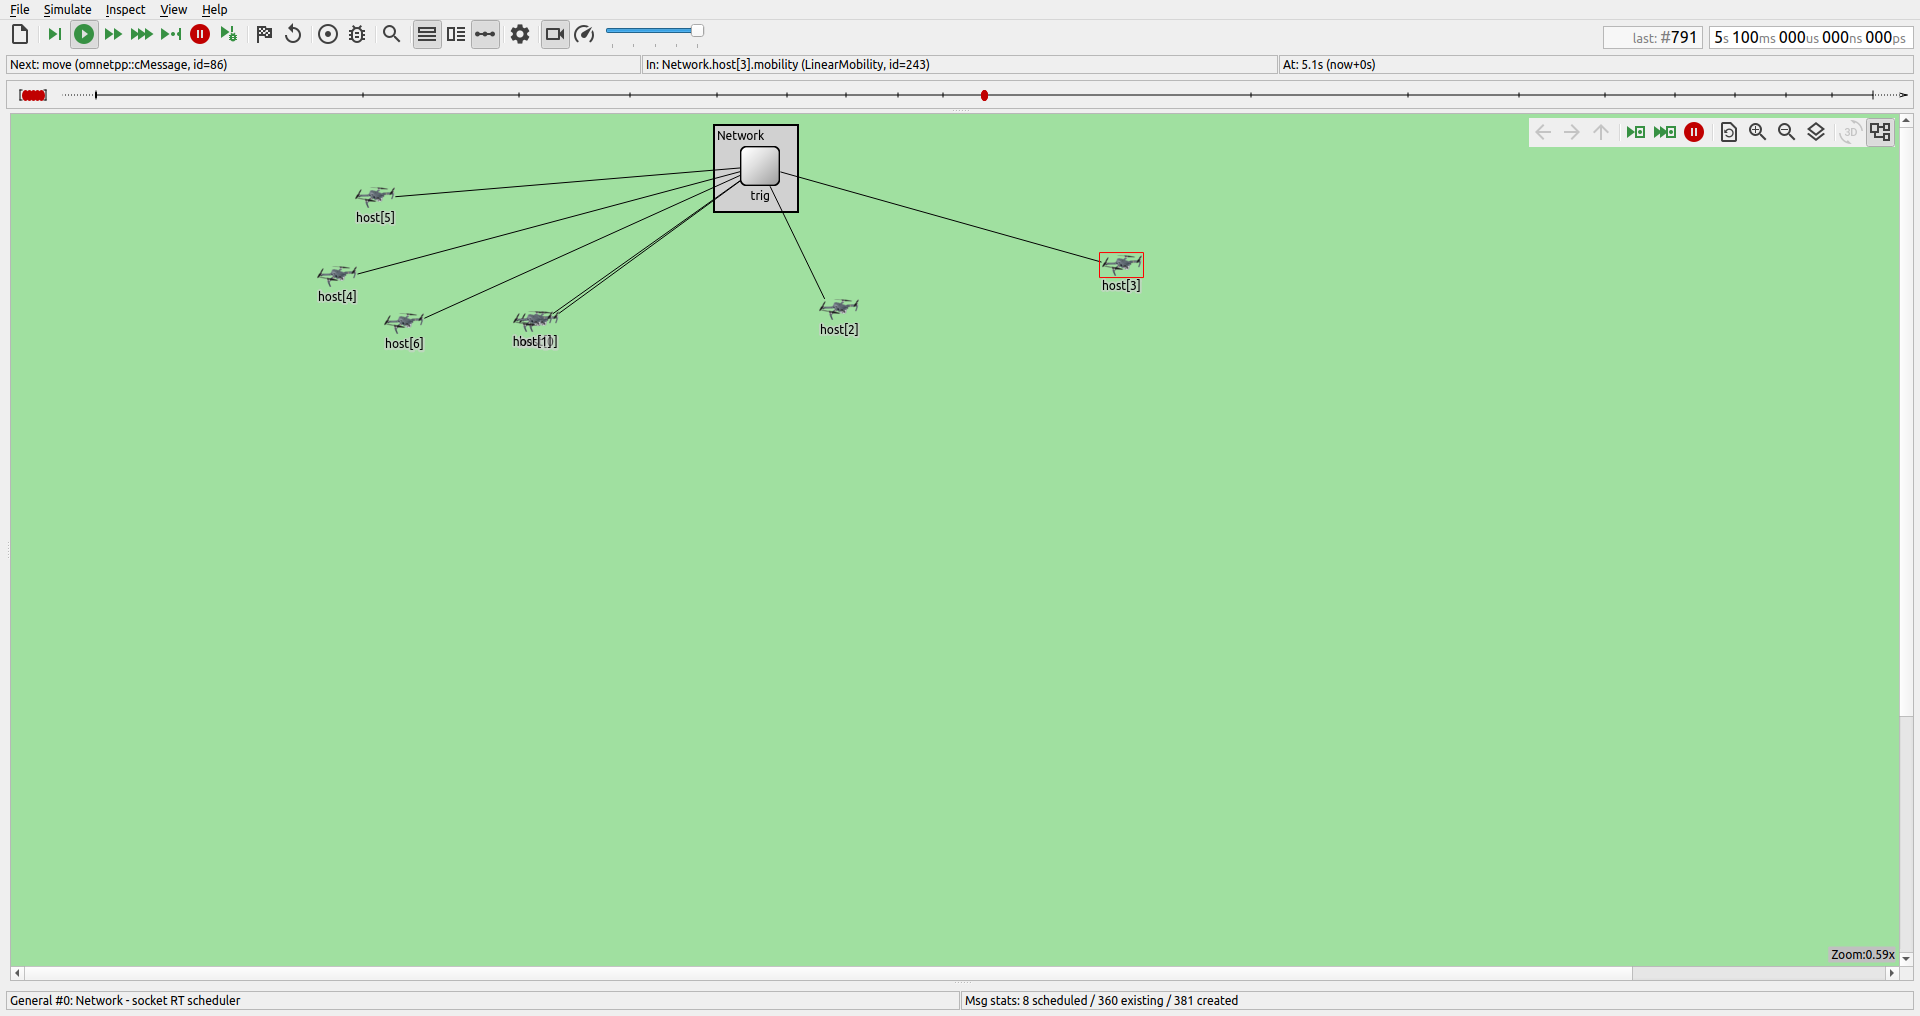 File Simulate Inspect View Help
last: #791 5s 100ms 000us 000ns 000ps
Next: move (omnetpp::cMessage, id=86) In: Network.host[3].mobility (LinearMobility, id=243) At: 5.1s (now+0s)
3D
Network
trig
host[5]
host[3]
host[4]
host[2]
host[6]
host[1]
Zoom:0.59x
General #0: Network - socket RT scheduler Msg stats: 8 scheduled / 360 existing / 381 created